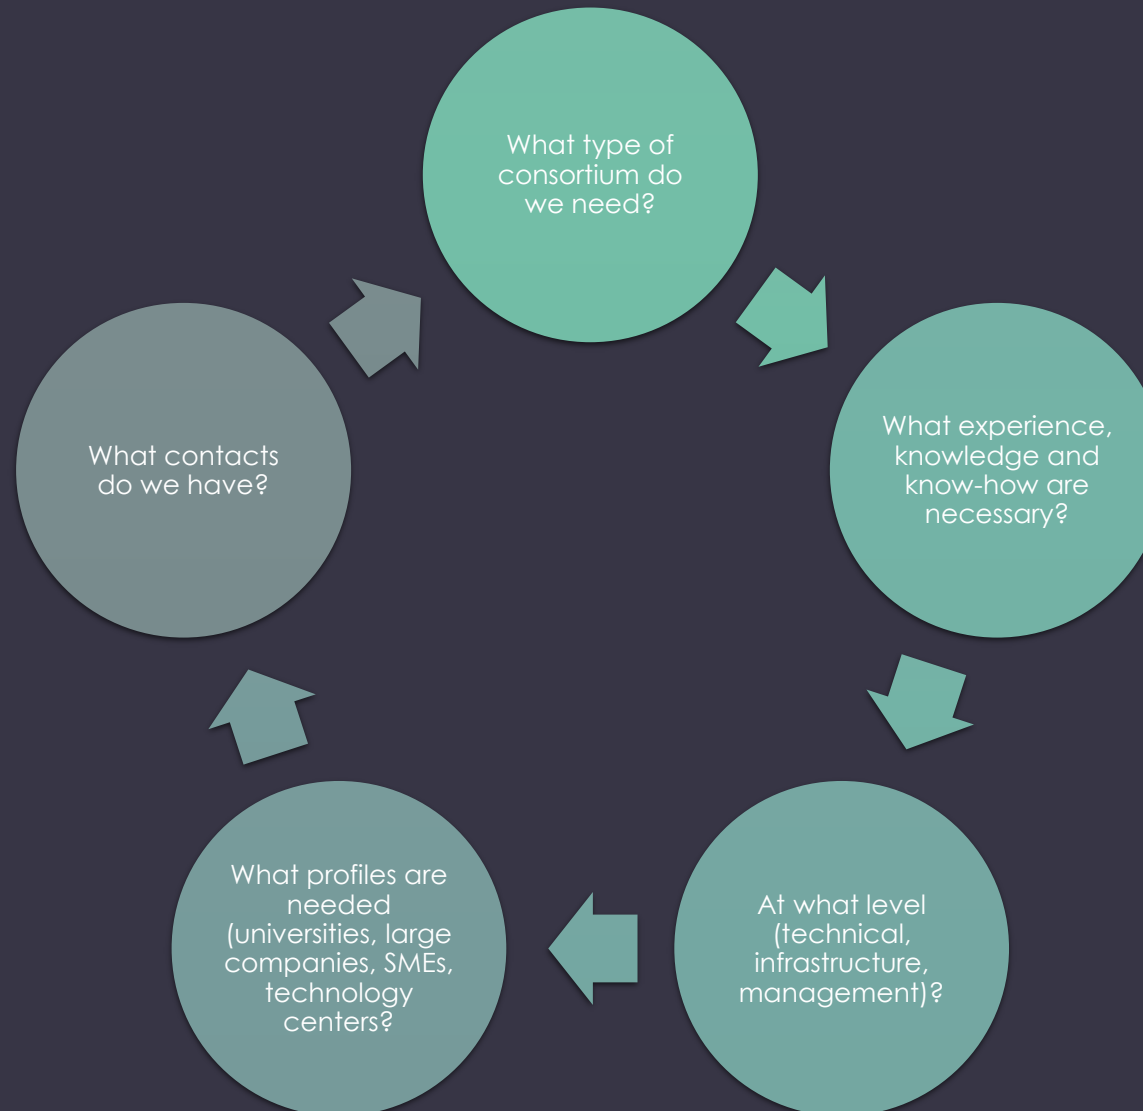 What type of
consortium do
we need?
What experience,
knowledge and
know-how are
necessary?
At what level
(technical,
infrastructure,
management)?
What profiles are
needed
(universities, large
companies, SMEs,
technology
centers?
What contacts
do we have?